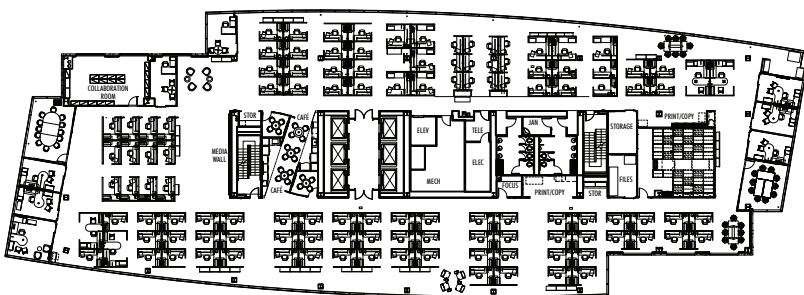 COLLABORATION
ROOM
STOR
CAFÉ
MEDIA
WALL
CAFÉ
ELEV
TELE
ELEC
MECH
JAN
FOCUS
PRINT/COPY
STORAGE
FILES
STOR
PRINT/COPY